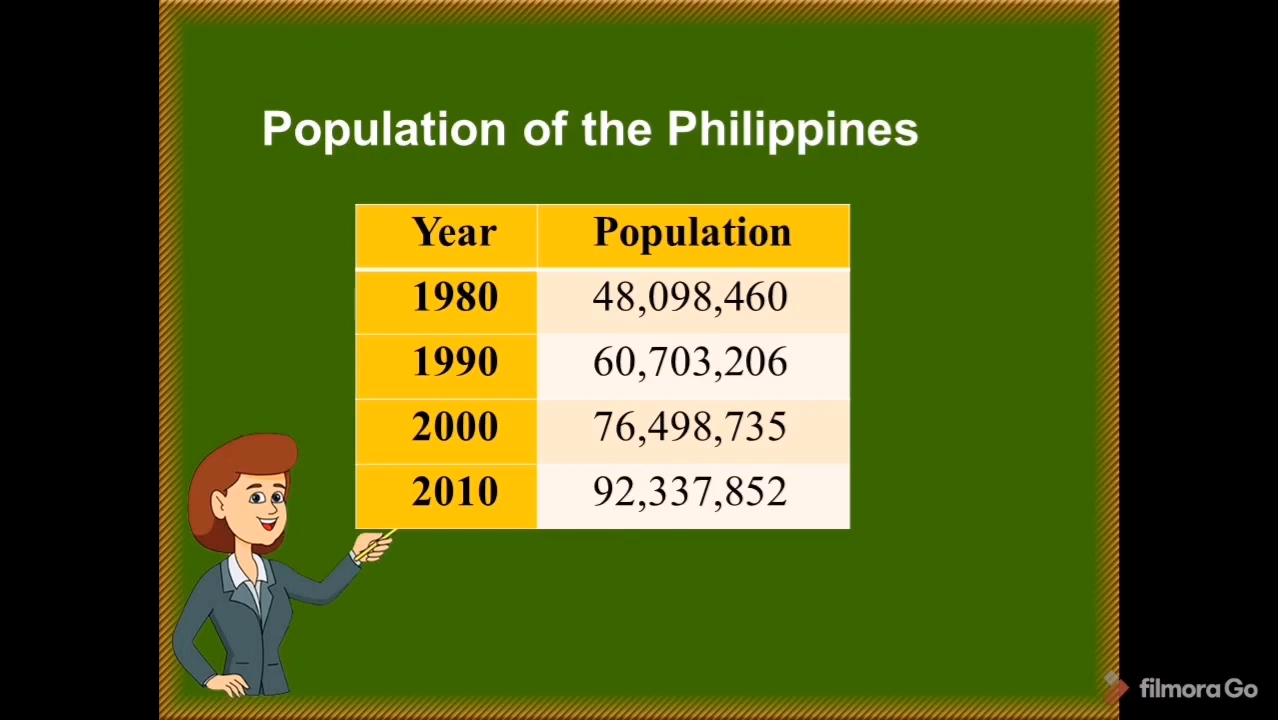 Population of the Philippines
Year Population
1980 48,098,460
1990 60,703,206
2000 76,498,735
2010 92,337,852
filmora Go